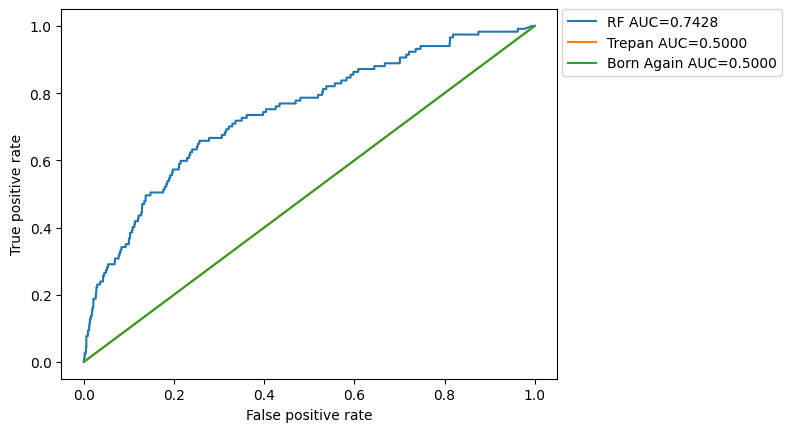 RF AUC=0.7428
Trepan AUC=0.5000
Born Again AUC=0.5000
True positive rate
1.0
0.8
0.6
0.4
0.2
0.0
0.0 0.2 0.4 0.6 0.8 1.0
False positive rate